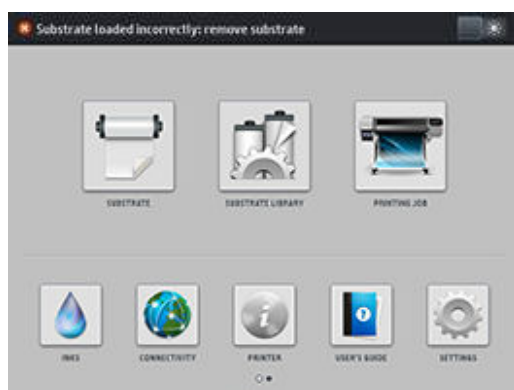 Substrate loaded incorrectly: remove substrate
SUBSTRATE
SUBSTRATE LIBRARY
PRINTING JOB
INKS
CONNECTIVITY
PRINTER
USER'S GUIDE
SETTINGS